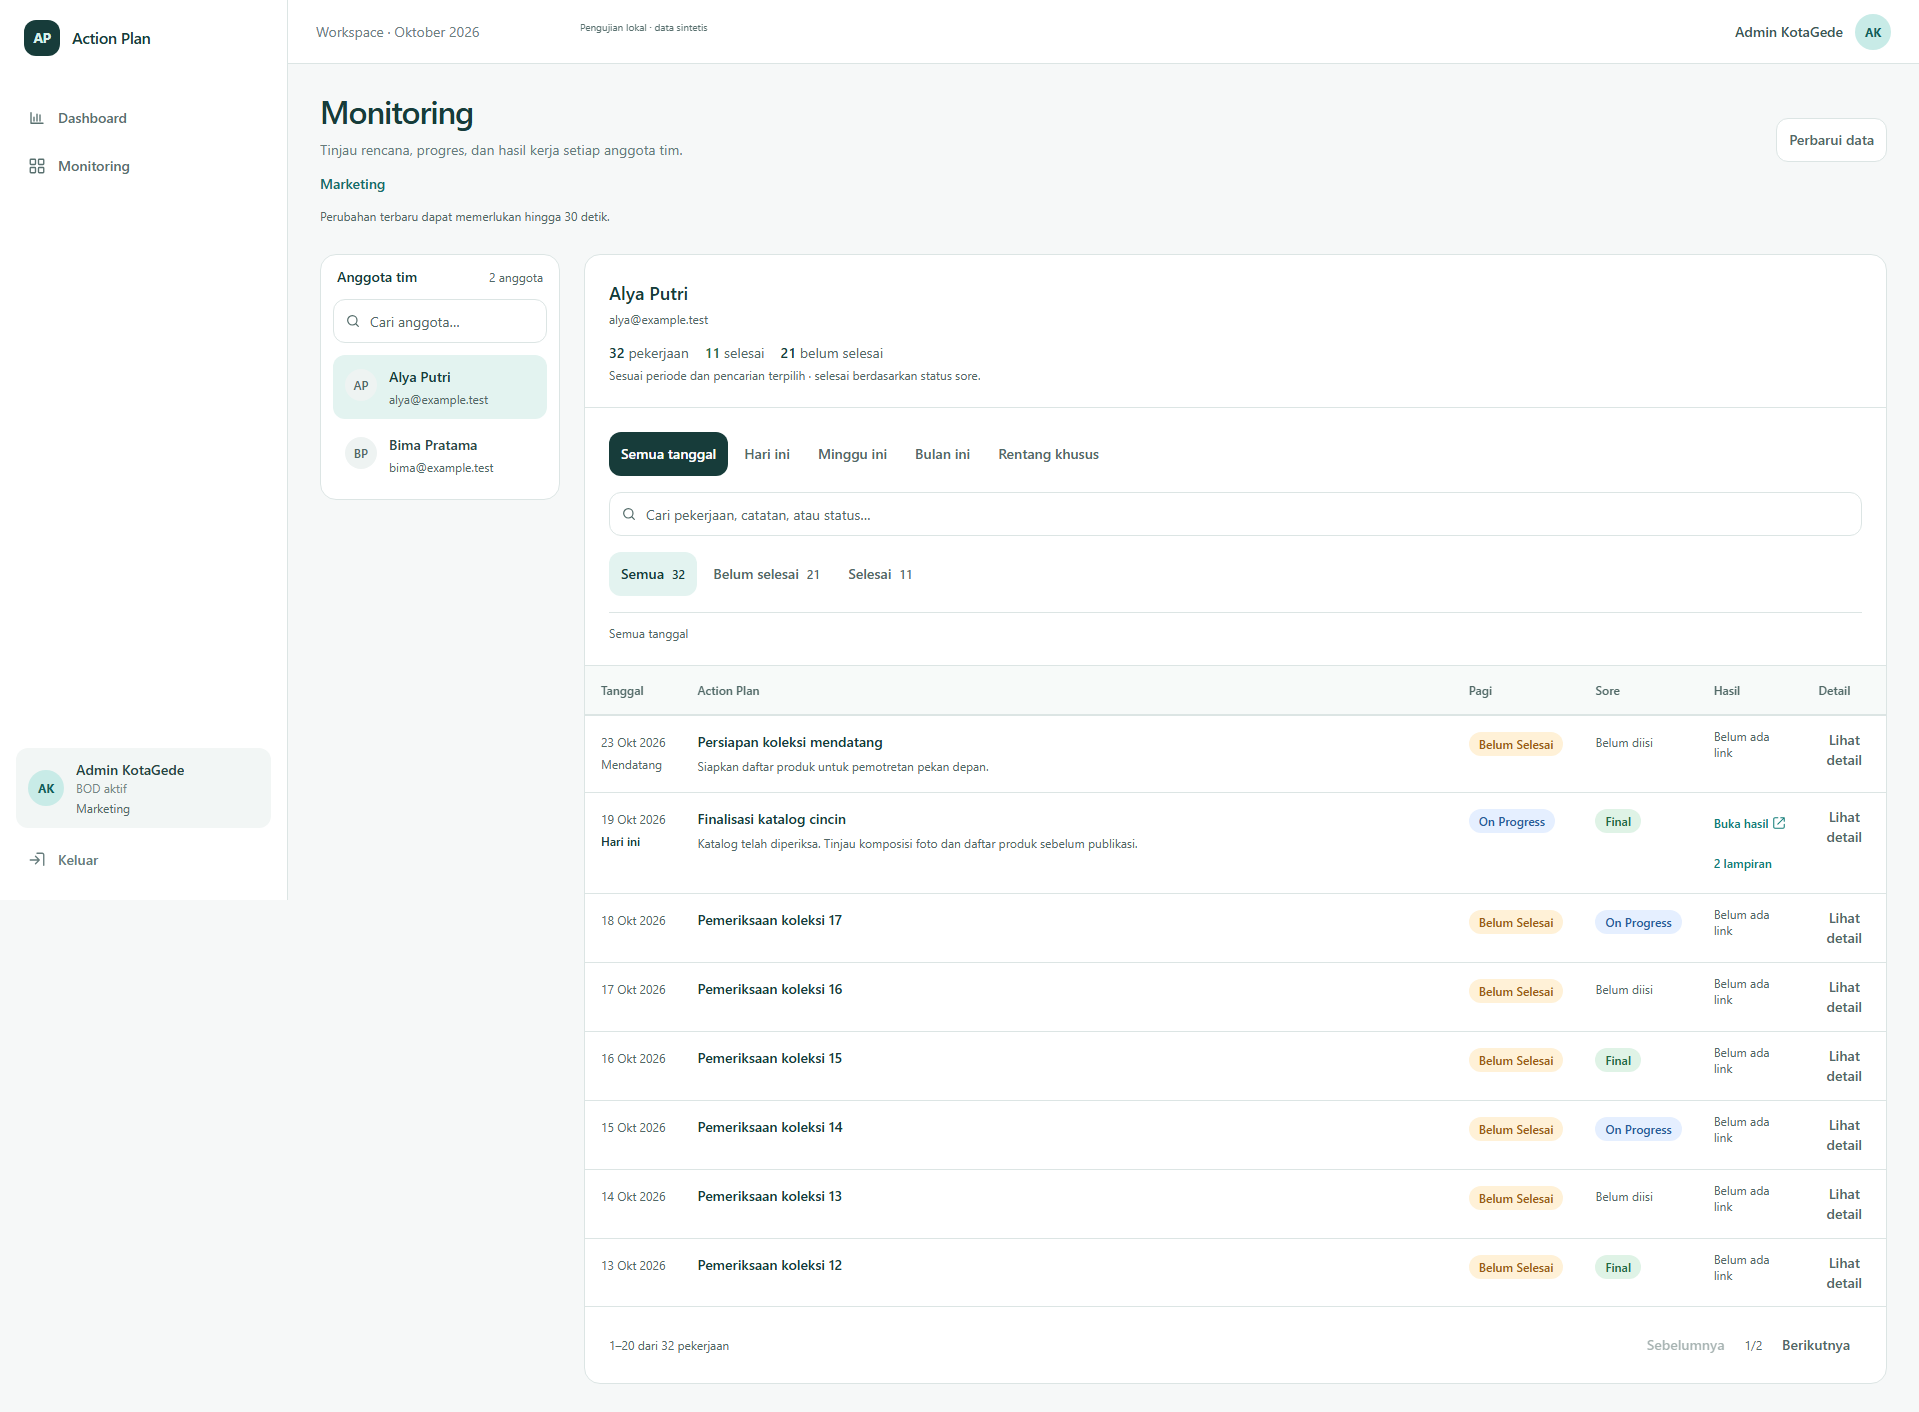 AP Action Plan
Workspace · Oktober 2026
Pengujian lokal · data sintetis
Admin KotaGede AK
Dashboard
Monitoring
Monitoring
Tinjau rencana, progres, dan hasil kerja setiap anggota tim.
Marketing
Perubahan terbaru dapat memerlukan hingga 30 detik.
Perbarui data
Anggota tim 2 anggota
Cari anggota...
AP Alya Putri
alya@example.test
BP Bima Pratama
bima@example.test
Alya Putri
alya@example.test
32 pekerjaan 11 selesai 21 belum selesai
Sesuai periode dan pencarian terpilih · selesai berdasarkan status sore.
Semua tanggal Hari ini Minggu ini Bulan ini Rentang khusus
Cari pekerjaan, catatan, atau status...
Semua 32 Belum selesai 21 Selesai 11
Semua tanggal
Tanggal Action Plan Pagi Sore Hasil Detail
23 Okt 2026 Persiapan koleksi mendatang Belum Selesai Belum diisi Belum ada link Lihat detail
Mendatang Siapkan daftar produk untuk pemotretan pekan depan.
19 Okt 2026 Finalisasi katalog cincin On Progress Final Buka hasil Lihat detail
Hari ini Katalog telah diperiksa. Tinjau komposisi foto dan daftar produk sebelum publikasi.
2 lampiran
18 Okt 2026 Pemeriksaan koleksi 17 Belum Selesai On Progress Belum ada link Lihat detail
17 Okt 2026 Pemeriksaan koleksi 16 Belum Selesai Belum diisi Belum ada link Lihat detail
16 Okt 2026 Pemeriksaan koleksi 15 Belum Selesai Final Belum ada link Lihat detail
15 Okt 2026 Pemeriksaan koleksi 14 Belum Selesai On Progress Belum ada link Lihat detail
14 Okt 2026 Pemeriksaan koleksi 13 Belum Selesai Belum diisi Belum ada link Lihat detail
13 Okt 2026 Pemeriksaan koleksi 12 Belum Selesai Final Belum ada link Lihat detail
1–20 dari 32 pekerjaan Sebelumnya 1/2 Berikutnya
AK Admin KotaGede
BOD aktif
Marketing
Keluar